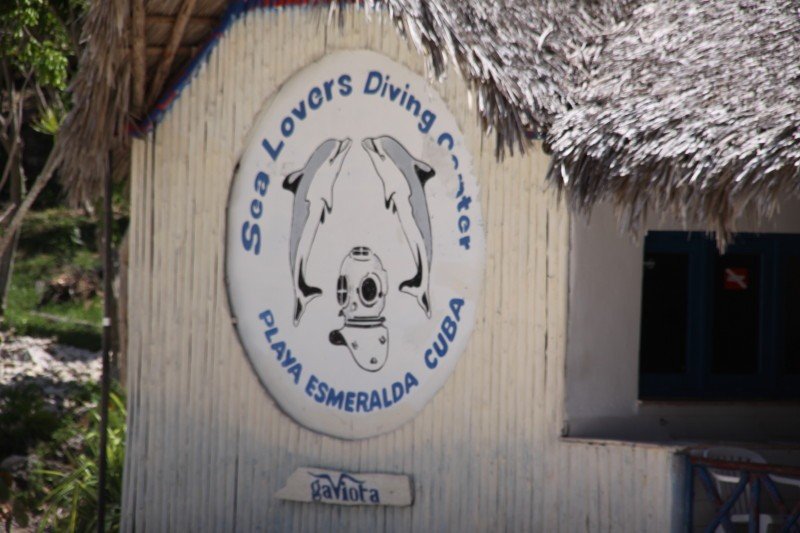 Sea Lovers Diving Center
PLAYA ESMERALDA CUBA
gaviota